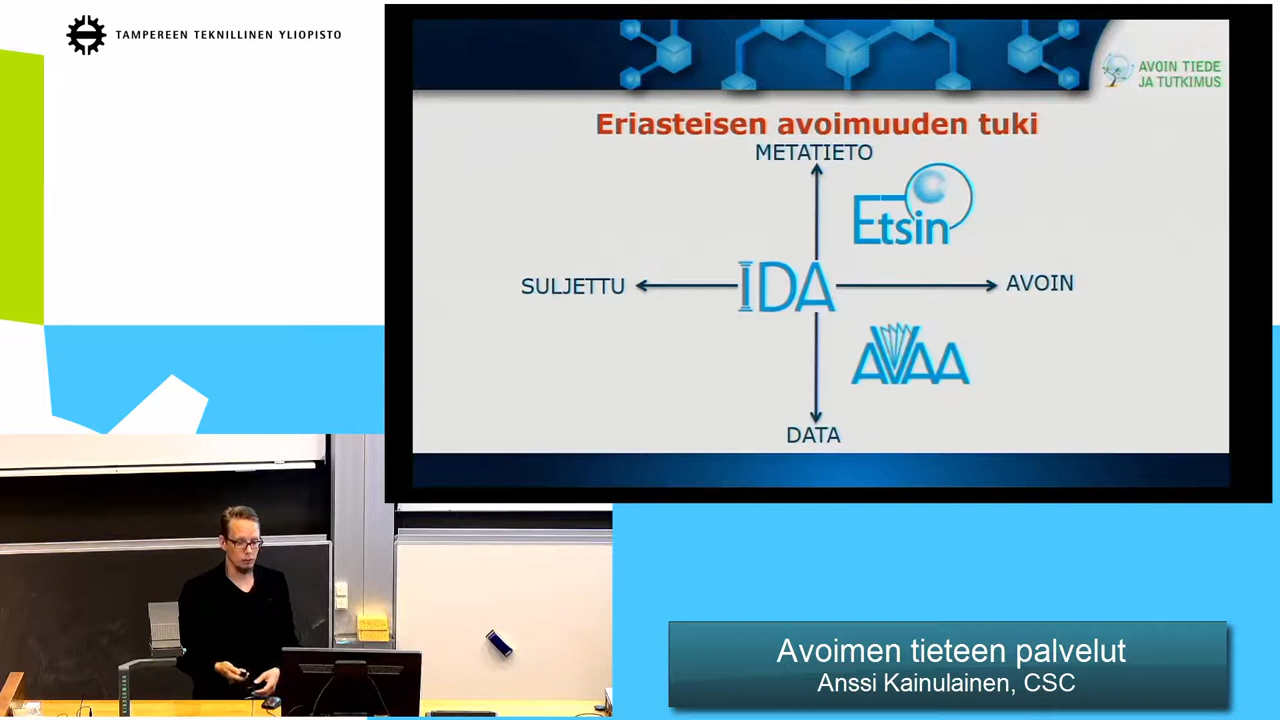 TAMPEREEN TEKNILLINEN YLIOPISTO
AVOIN TIEDE
JA TUTKIMUS
Eriasteisen avoimuuden tuki
METATIETO
Etsin
SULJETTU
IDA
AVOIN
AVAA
DATA
Avoimen tieteen palvelut
Anssi Kainulainen, CSC